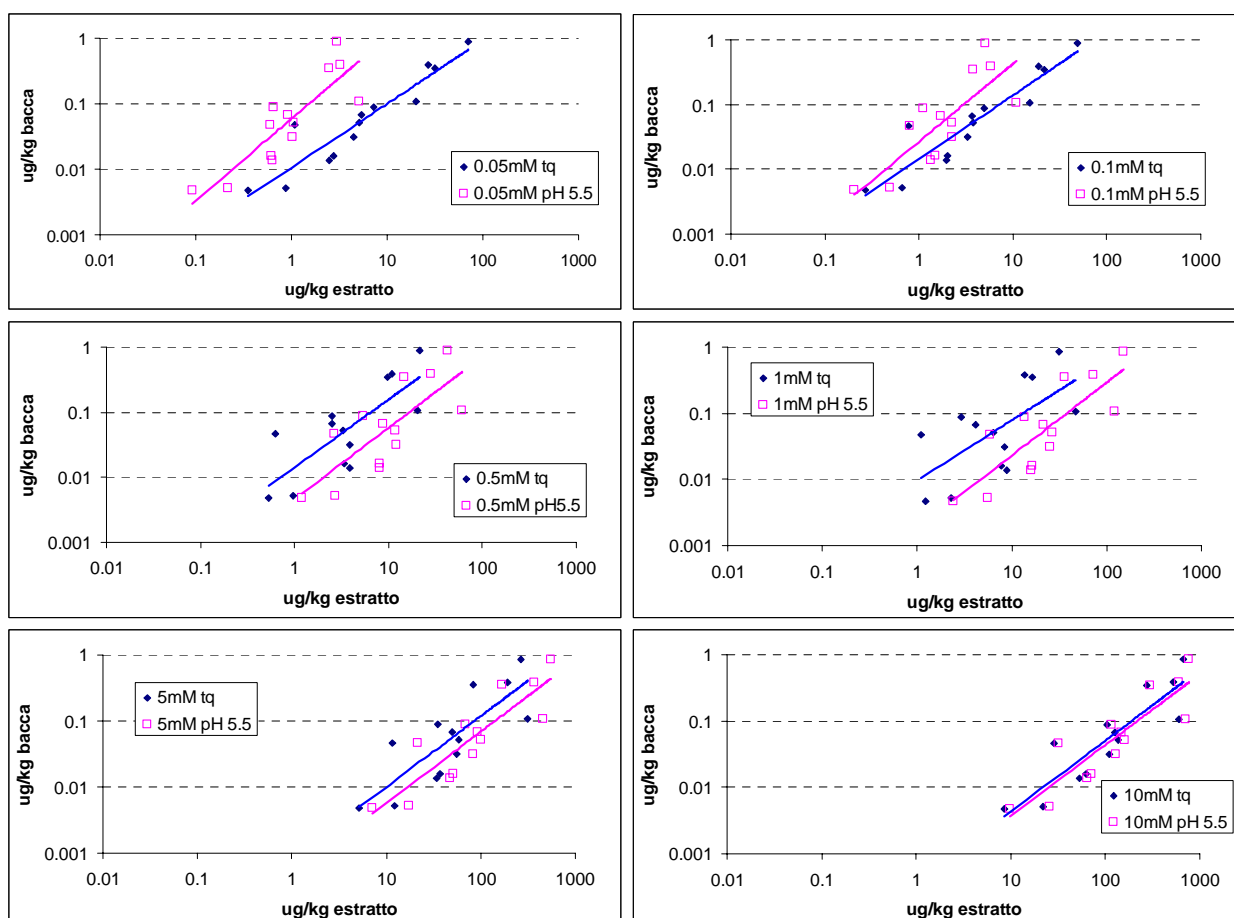 1
0.1
0.01
0.001
0.01 0.1 1 10 100 1000
ug/kg bacca
ug/kg estratto
0.05mm tq
0.05mM pH 5.5
1
0.1
0.01
0.001
0.01 0.1 1 10 100 1000
ug/kg bacca
ug/kg estratto
0.1mM tq
0.1mM pH 5.5
1
0.1
0.01
0.001
0.01 0.1 1 10 100 1000
ug/kg bacca
ug/kg estratto
0.5mM tq
0.5mM pH5.5
1
0.1
0.01
0.001
0.01 0.1 1 10 100 1000
ug/kg bacca
ug/kg estratto
1mM tq
1mM pH 5.5
1
0.1
0.01
0.001
0.01 0.1 1 10 100 1000
ug/kg bacca
ug/kg estratto
5mM tq
5mM pH 5.5
1
0.1
0.01
0.001
0.01 0.1 1 10 100 1000
ug/kg bacca
ug/kg estratto
10mM tq
10mM pH 5.5